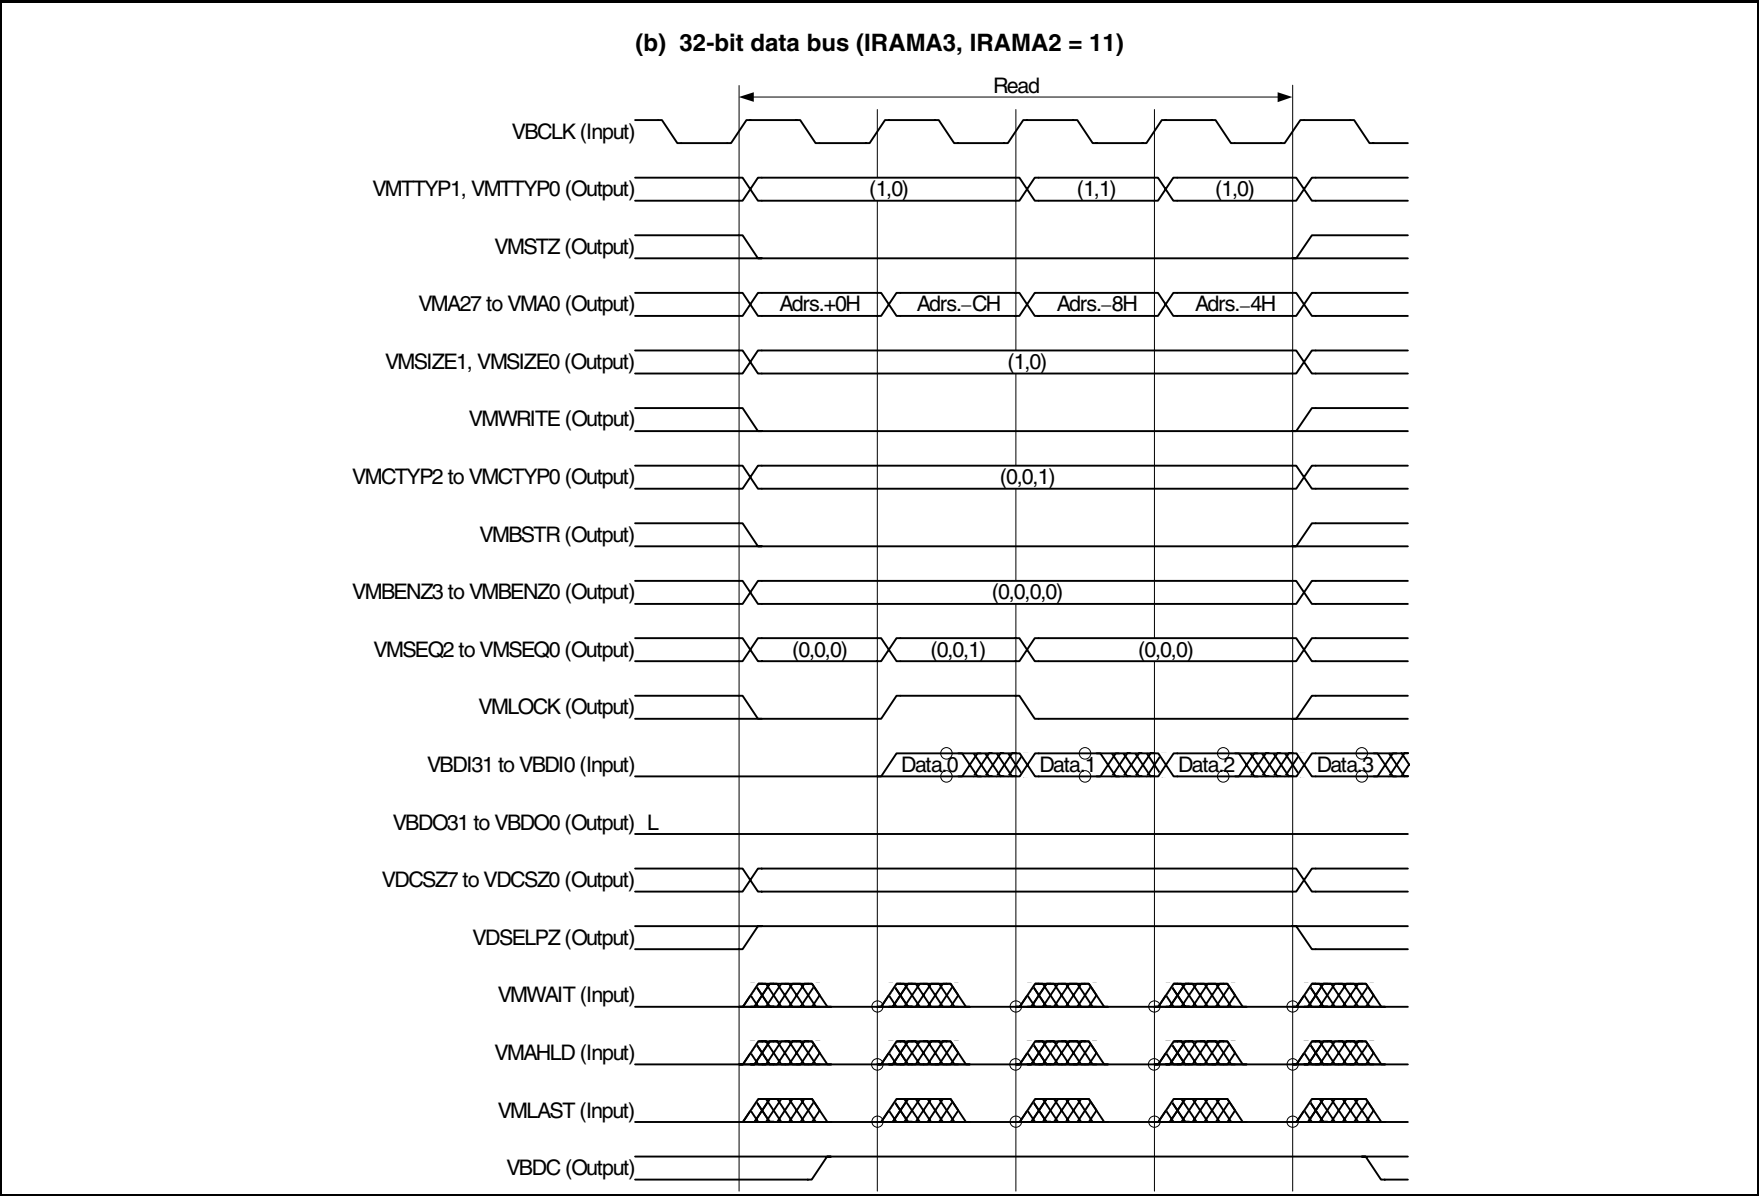 (b) 32-bit data bus (IRAMA3, IRAMA2 = 11)
Read
VBCLK (Input)
VMTTYP1, VMTTYP0 (Output) (1,0) (1,1) (1,0)
VMSTZ (Output)
VMA27 to VMA0 (Output) Adrs.+0H Adrs.–CH Adrs.–8H Adrs.–4H
VMSIZE1, VMSIZE0 (Output) (1,0)
VMWRITE (Output)
VMCTYP2 to VMCTYP0 (Output) (0,0,1)
VMBSTR (Output)
VMBENZ3 to VMBENZ0 (Output) (0,0,0,0)
VMSEQ2 to VMSEQ0 (Output) (0,0,0) (0,0,1) (0,0,0)
VMLOCK (Output)
VBDI31 to VBDI0 (Input) Data.0 Data.1 Data.2 Data.3
VBDO31 to VBDO0 (Output) L
VDCSZ7 to VDCSZ0 (Output)
VDSELPZ (Output)
VMWAIT (Input)
VMAHLD (Input)
VMLAST (Input)
VBDC (Output)